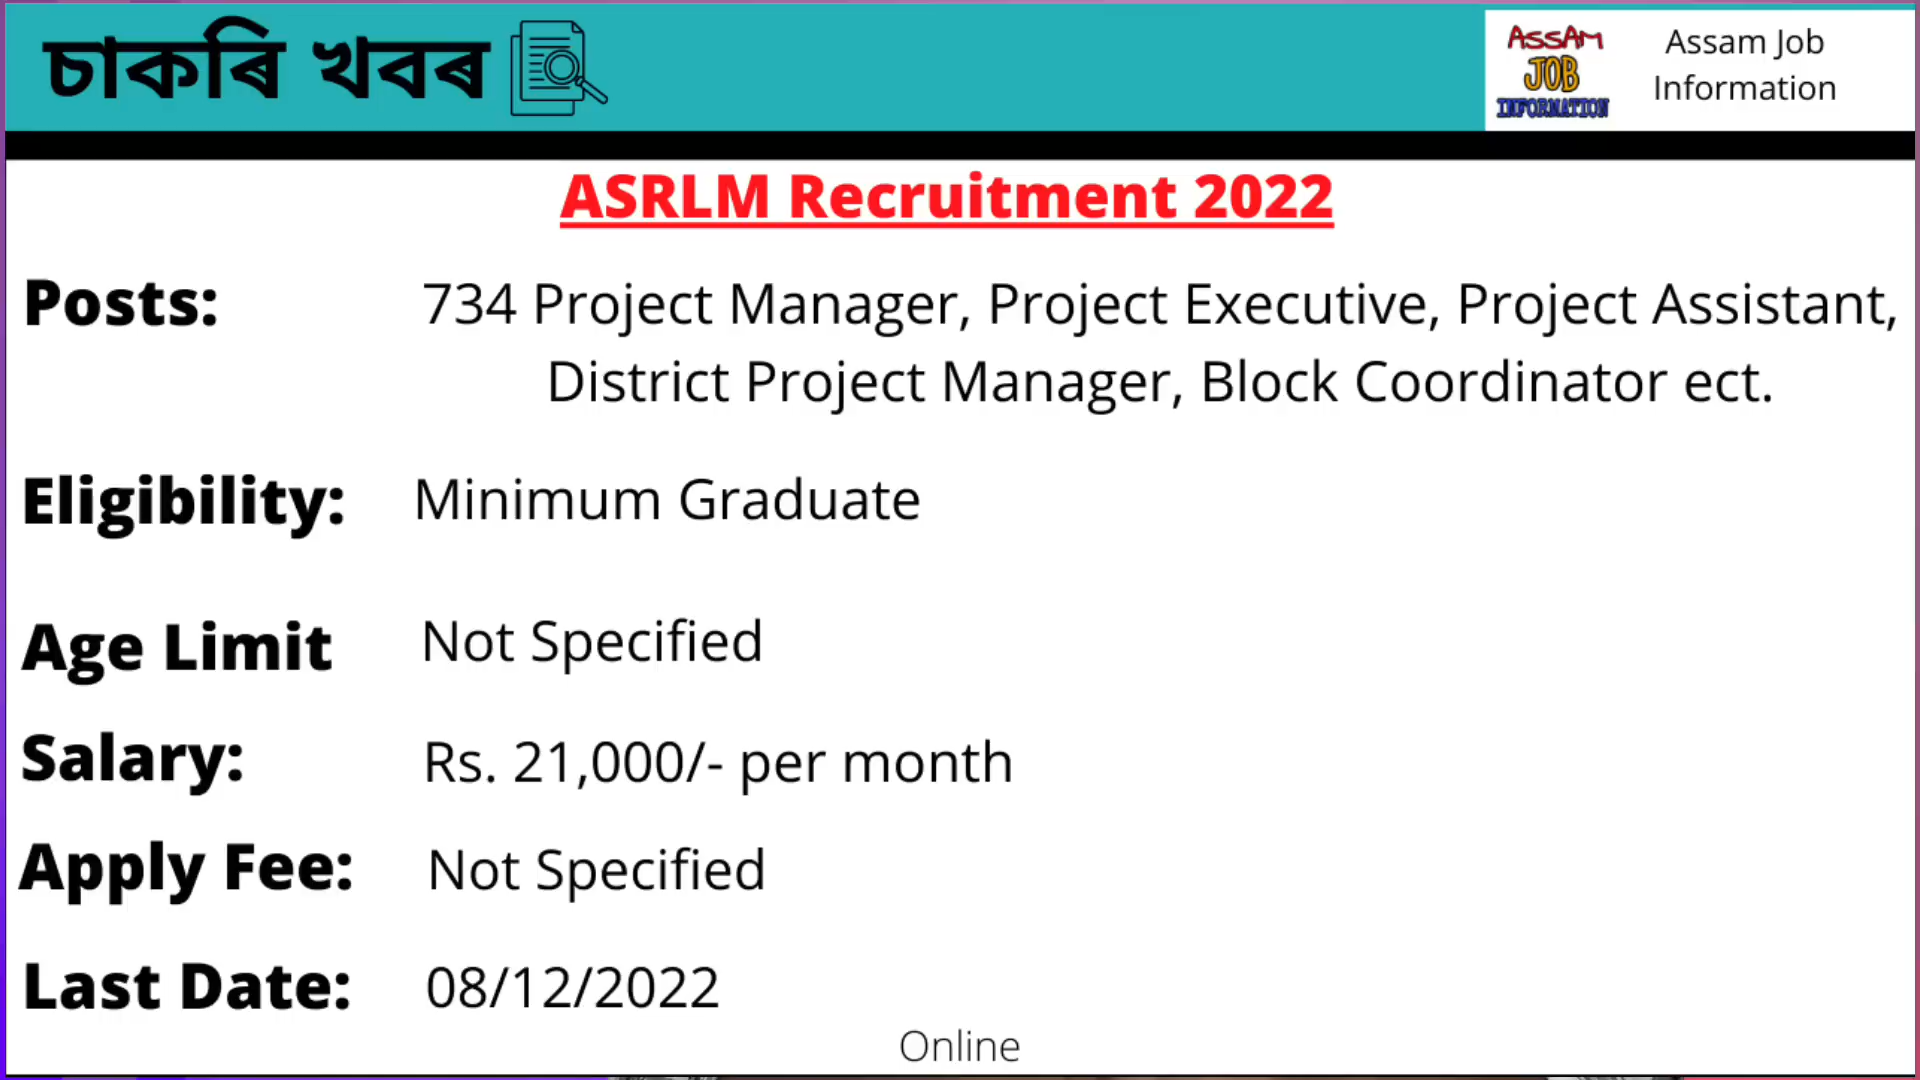 চাকৰি খবৰ
ASSAM
JOB
INFORMATION
Assam Job
Information
ASRLM Recruitment 2022
Posts: 734 Project Manager, Project Executive, Project Assistant,
District Project Manager, Block Coordinator ect.
Eligibility: Minimum Graduate
Age Limit Not Specified
Salary: Rs. 21,000/- per month
Apply Fee: Not Specified
Last Date: 08/12/2022
Online